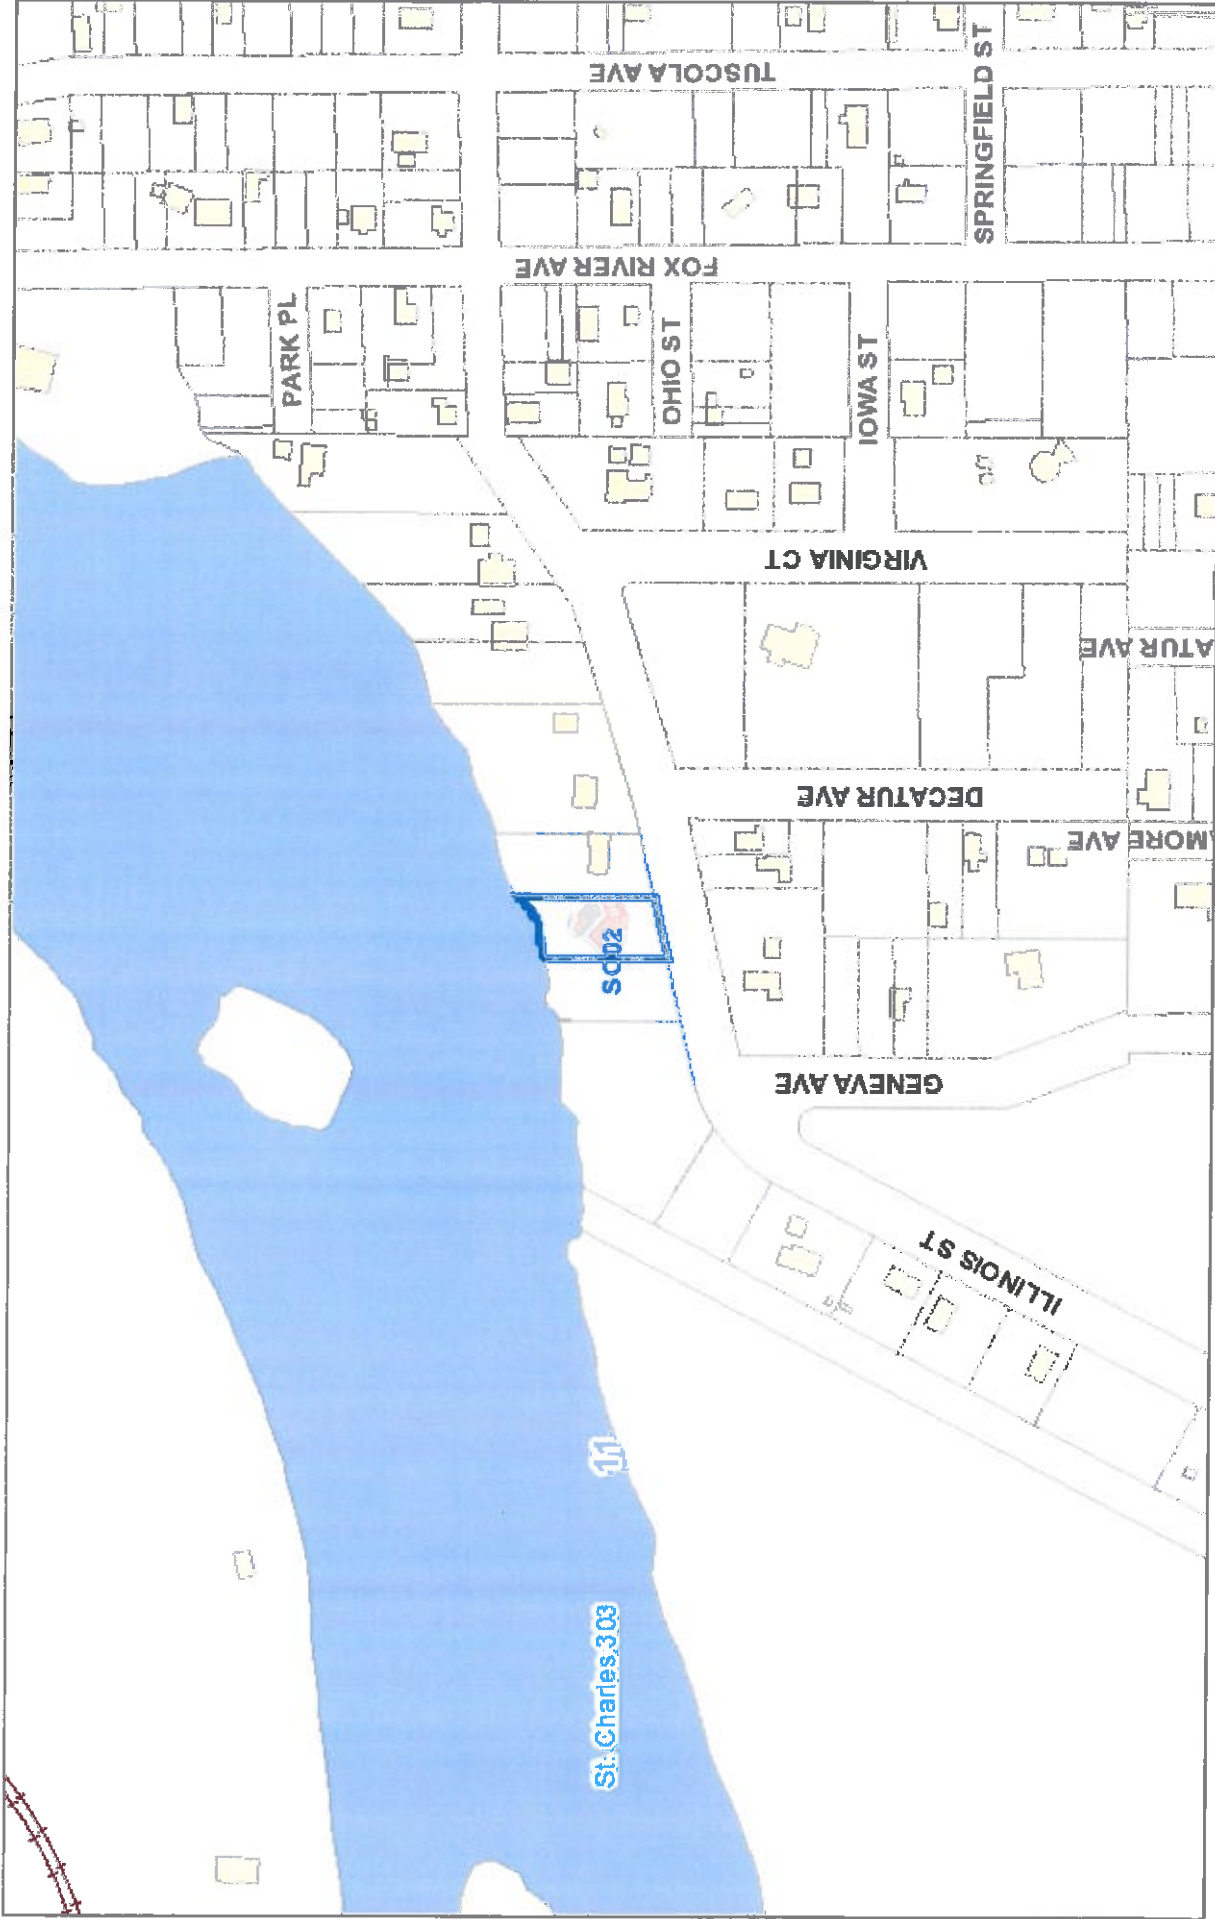 TUSCOLA AVE
SPRINGFIELD ST
FOX RIVER AVE
PARK PL
OHIO ST
IOWA ST
VIRGINIA CT
ATUR AVE
DECATUR AVE
MORE AVE
SC02
GENEVA AVE
ILLINOIS ST
11
St. Charles 303